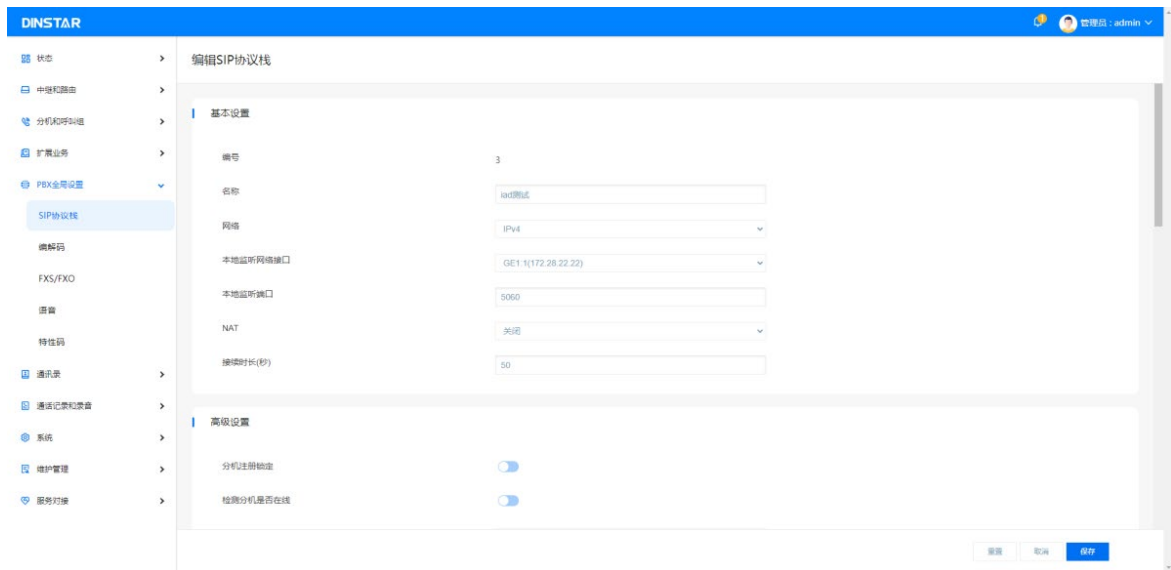 DINSTAR
管理员 : admin
状态
中继和路由
分机和呼叫组
扩展业务
PBX全局设置
SIP协议栈
编解码
FXS/FXO
语音
特性码
通讯录
通话记录和录音
系统
维护管理
服务对接
编辑SIP协议栈
基本设置
编号
3
名称
iad测试
网络
IPv4
本地监听网络接口
GE1:1(172.28.22.22)
本地监听端口
5060
NAT
关闭
接续时长(秒)
50
高级设置
分机注册锁定
检测分机是否在线
重置
取消
保存